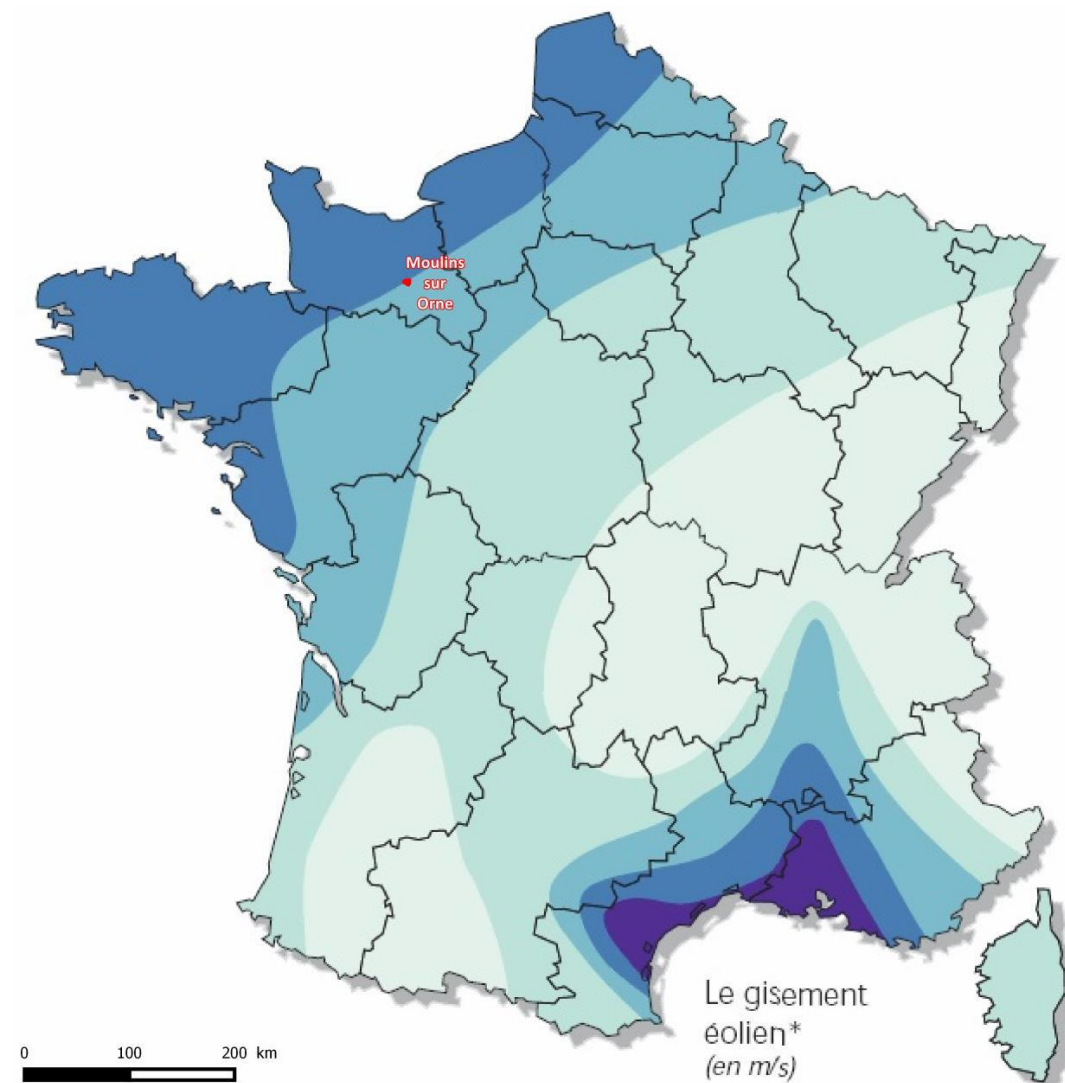 Moulins
sur
Orne
Le gisement
éolien*
(en m/s)
0 100 200 km